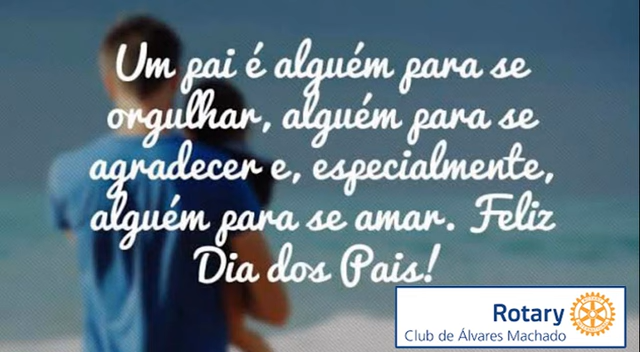 Um pai é alguém para se
orgulhar, alguém para se
agradecer e, especialmente,
alguém para se amar. Feliz
Dia dos Pais!
Rotary
Club de Álvares Machado